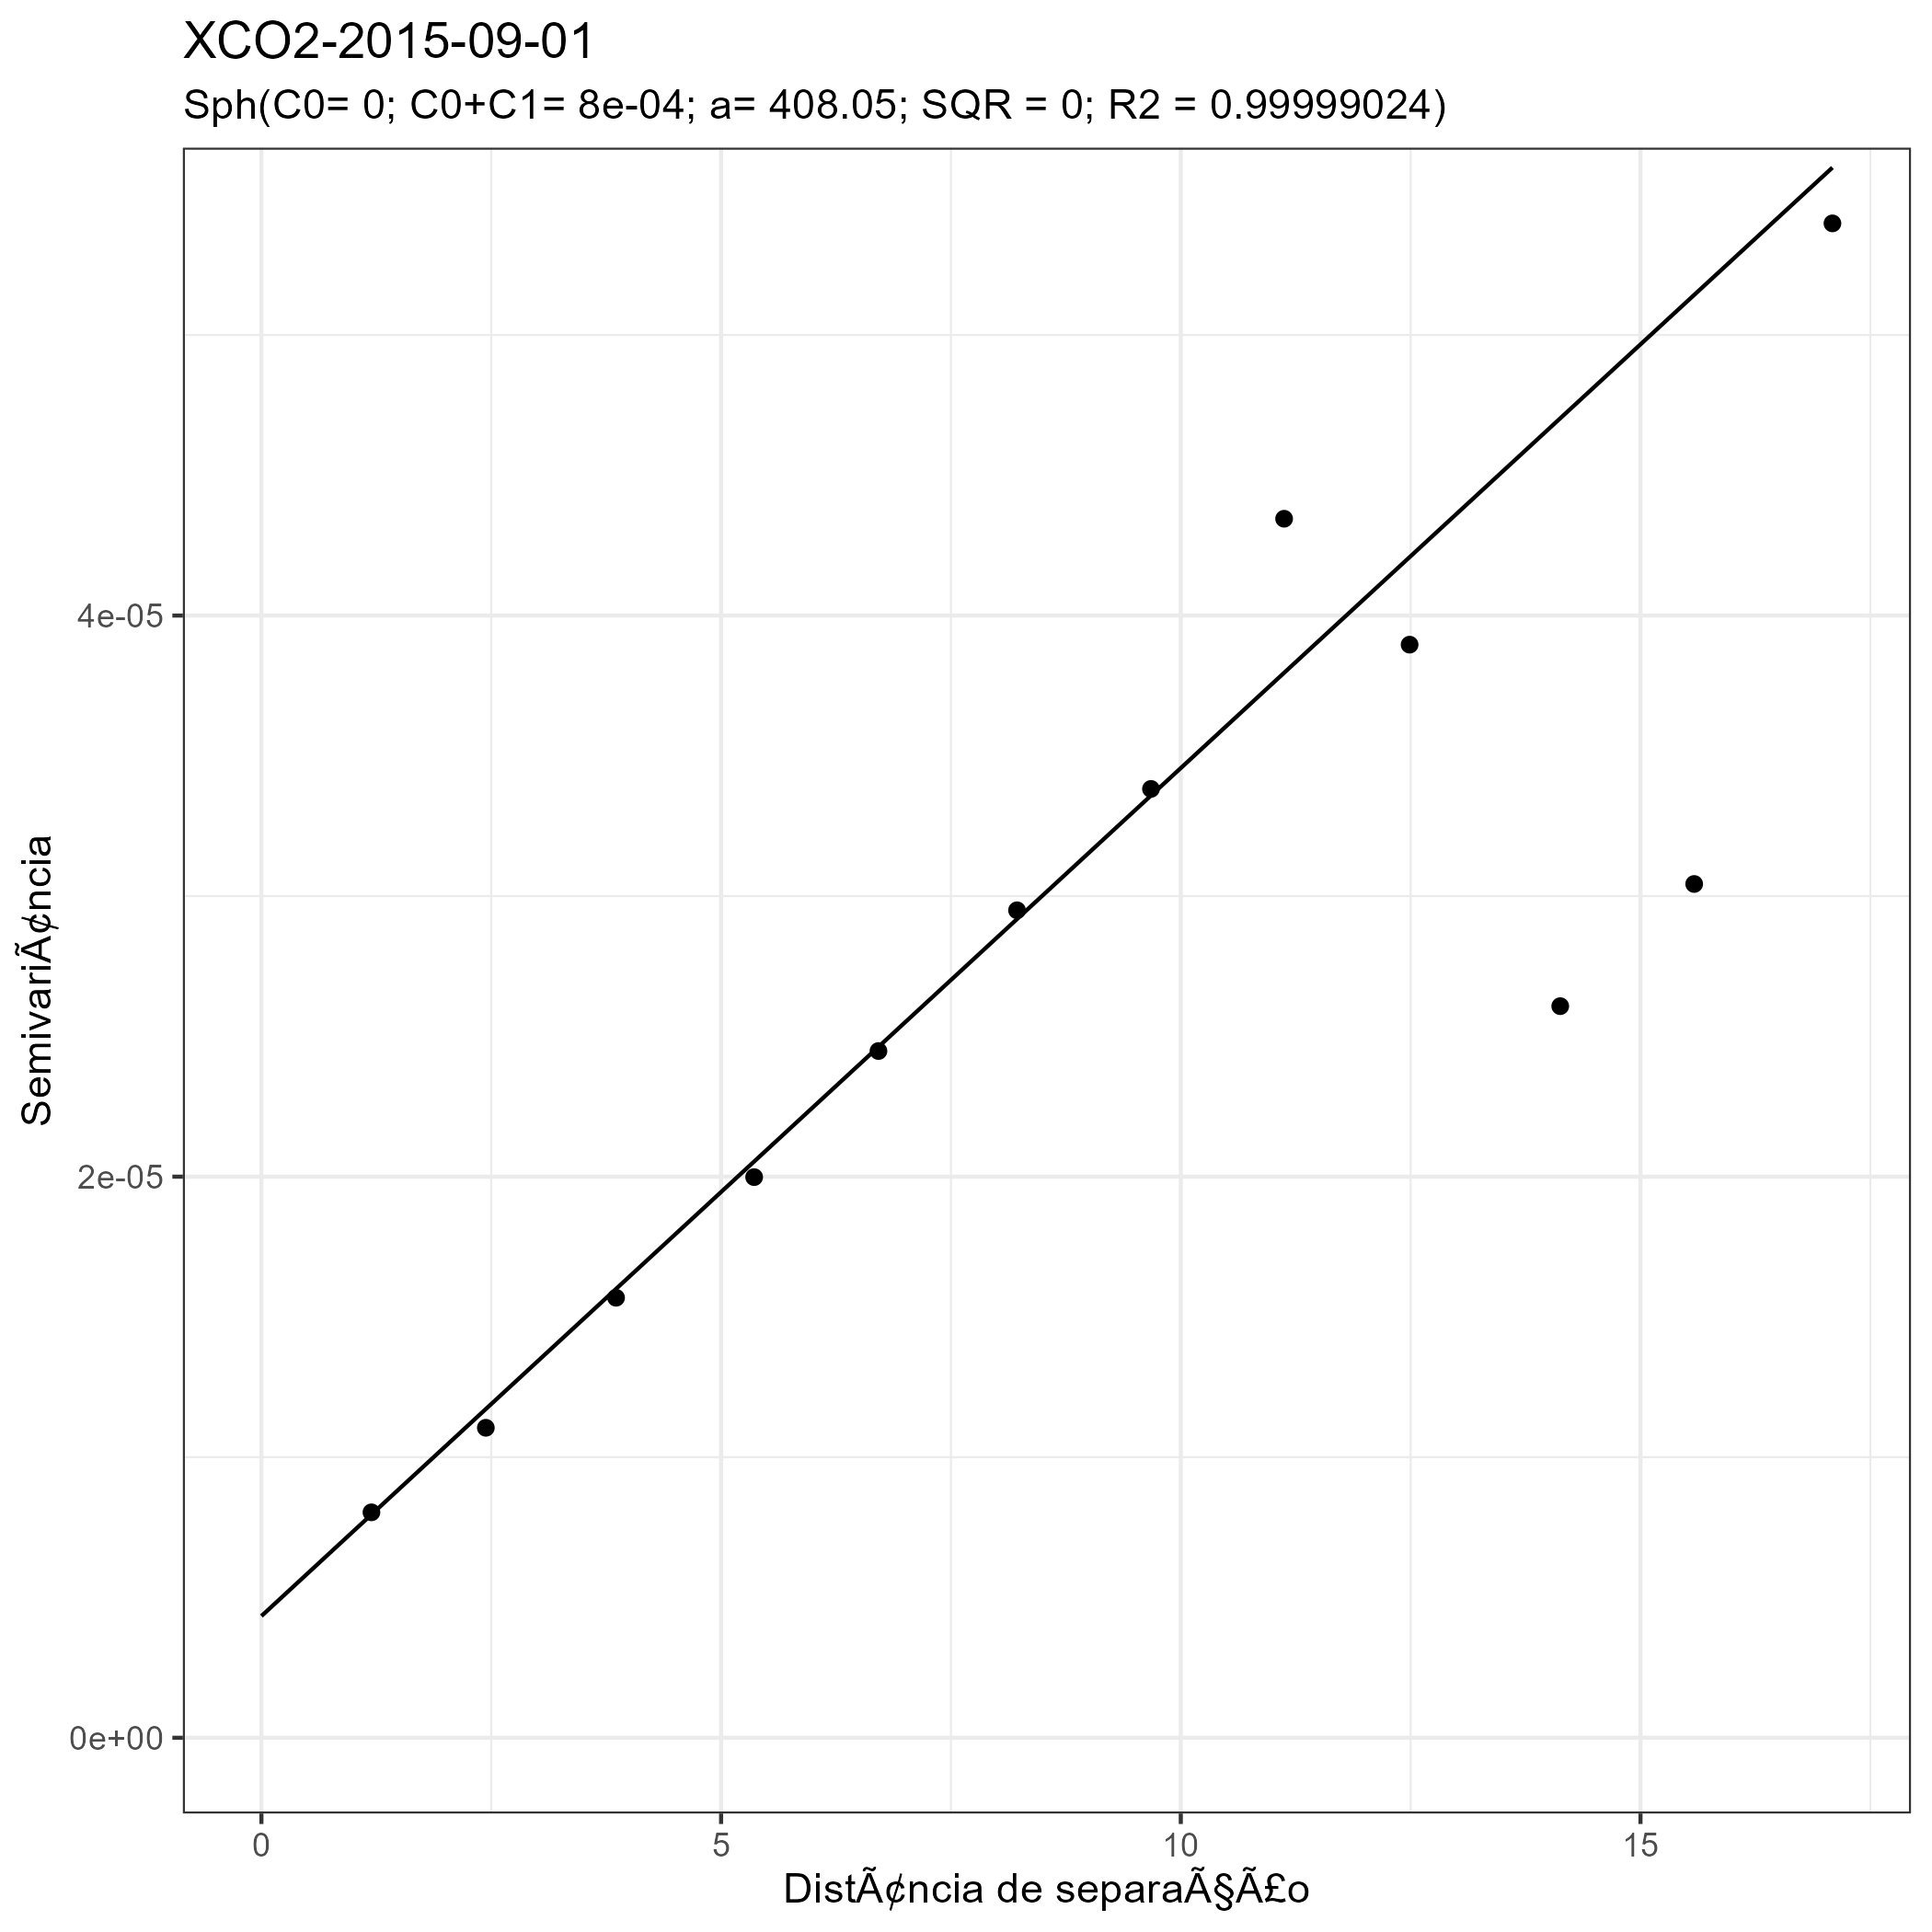 XCO2-2015-09-01
Sph(C0= 0; C0+C1= 8e-04; a= 408.05; SQR = 0; R2 = 0.99999024)
SemivariÃ¢ncia
4e-05
2e-05
0e+00
0 5 10 15
DistÃ¢ncia de separaÃ§Ã£o